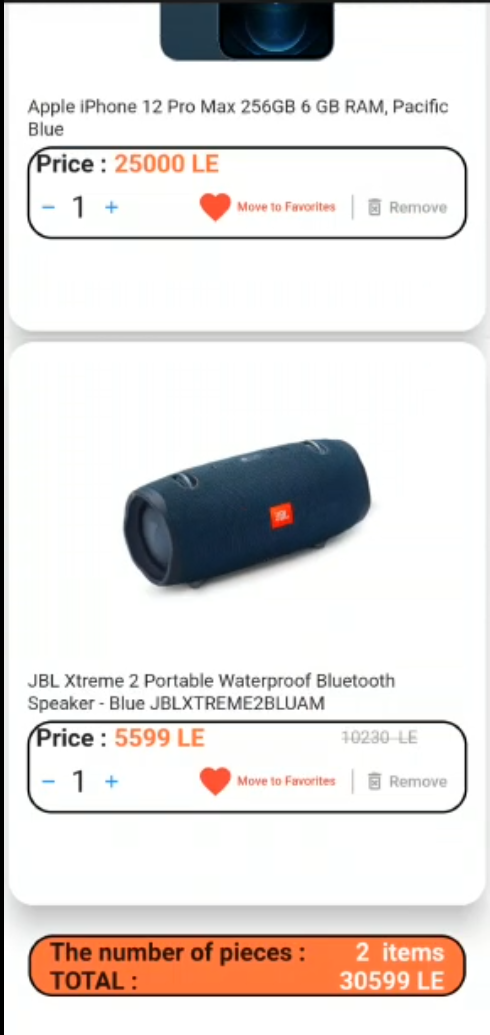 Apple iPhone 12 Pro Max 256GB 6 GB RAM, Pacific
Blue
Price : 25000 LE
− 1 + Move to Favorites | Remove
JBL
JBL Xtreme 2 Portable Waterproof Bluetooth
Speaker - Blue JBLXTREME2BLUAM
Price : 5599 LE 10230 LE
− 1 + Move to Favorites | Remove
The number of pieces : 2 items
TOTAL : 30599 LE